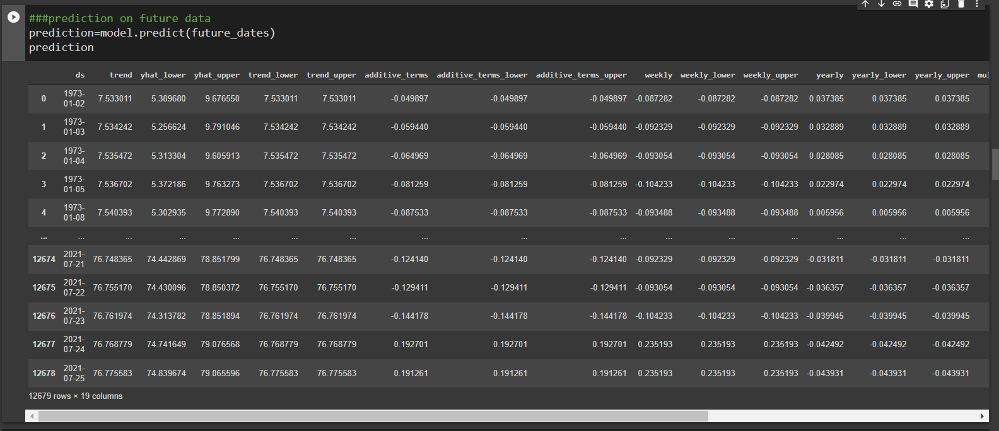 ###prediction on future data
prediction=model.predict(future_dates)
prediction
ds trend yhat_lower yhat_upper trend_lower trend_upper additive_terms additive_terms_lower additive_terms_upper weekly weekly_lower weekly_upper yearly yearly_lower yearly_upper mul
0 1973-01-02 7.533011 5.389680 9.676550 7.533011 7.533011 -0.049897 -0.049897 -0.049897 -0.087282 -0.087282 -0.087282 0.037385 0.037385 0.037385
1 1973-01-03 7.534242 5.256624 9.791046 7.534242 7.534242 -0.059440 -0.059440 -0.059440 -0.092329 -0.092329 -0.092329 0.032889 0.032889 0.032889
2 1973-01-04 7.535472 5.313304 9.605913 7.535472 7.535472 -0.064969 -0.064969 -0.064969 -0.093054 -0.093054 -0.093054 0.028085 0.028085 0.028085
3 1973-01-05 7.536702 5.372186 9.763273 7.536702 7.536702 -0.081259 -0.081259 -0.081259 -0.104233 -0.104233 -0.104233 0.022974 0.022974 0.022974
4 1973-01-08 7.540393 5.302935 9.772890 7.540393 7.540393 -0.087533 -0.087533 -0.087533 -0.093488 -0.093488 -0.093488 0.005956 0.005956 0.005956
... ... ... ... ... ... ... ... ... ... ... ... ... ... ... ...
12674 2021-07-21 76.748365 74.442869 78.851799 76.748365 76.748365 -0.124140 -0.124140 -0.124140 -0.092329 -0.092329 -0.092329 -0.031811 -0.031811 -0.031811
12675 2021-07-22 76.755170 74.430096 78.850372 76.755170 76.755170 -0.129411 -0.129411 -0.129411 -0.093054 -0.093054 -0.093054 -0.036357 -0.036357 -0.036357
12676 2021-07-23 76.761974 74.313782 78.851894 76.761974 76.761974 -0.144178 -0.144178 -0.144178 -0.104233 -0.104233 -0.104233 -0.039945 -0.039945 -0.039945
12677 2021-07-24 76.768779 74.741649 79.076568 76.768779 76.768779 0.192701 0.192701 0.192701 0.235193 0.235193 0.235193 -0.042492 -0.042492 -0.042492
12678 2021-07-25 76.775583 74.839674 79.065596 76.775583 76.775583 0.191261 0.191261 0.191261 0.235193 0.235193 0.235193 -0.043931 -0.043931 -0.043931
12679 rows × 19 columns